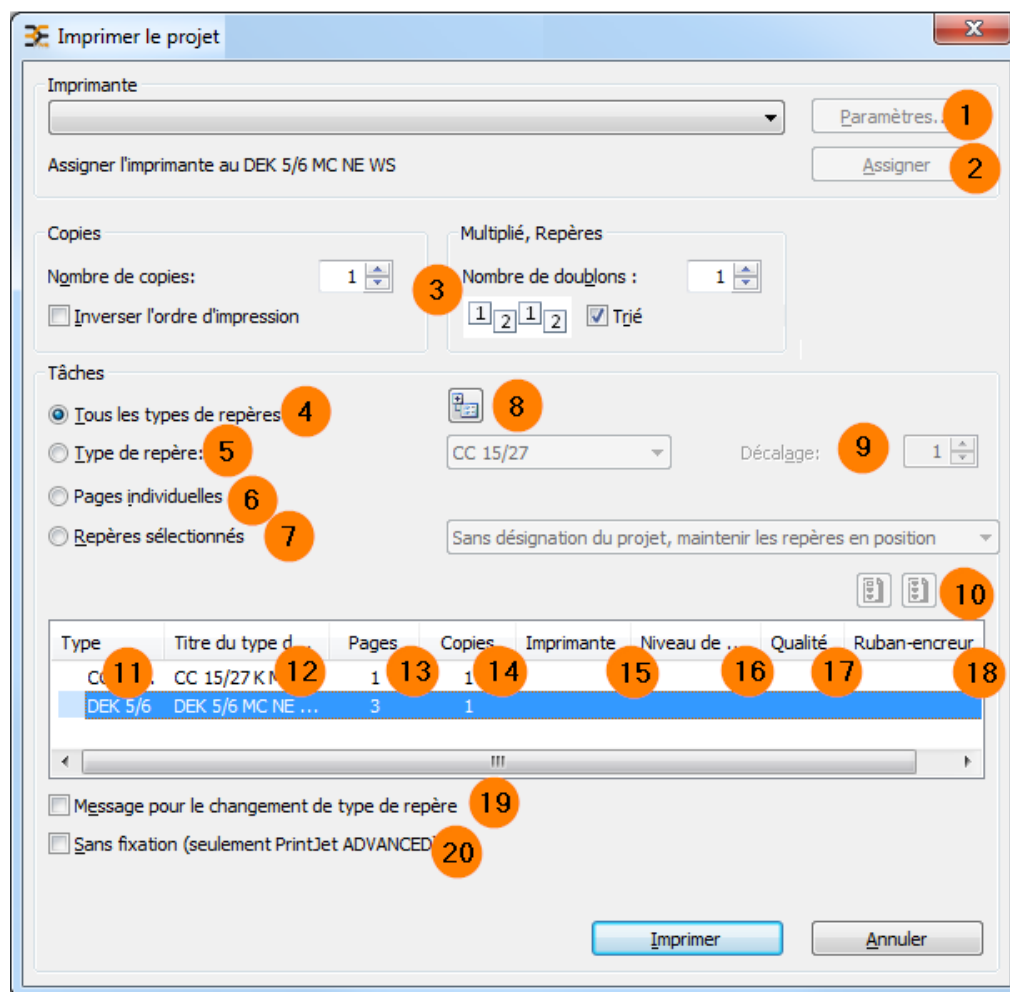 Imprimer le projet
Imprimante
Paramètres.. 1
Assigner l'imprimante au DEK 5/6 MC NE WS
Assigner 2
Copies
Multiplié, Repères
Nombre de copies: 1
3
Nombre de doublons : 1
Inverser l'ordre d'impression
1 2 1 2
Trié
Tâches
Tous les types de repères 4
8
Type de repère: 5
CC 15/27
Décalage: 9 1
Pages individuelles 6
Repères sélectionnés 7
Sans désignation du projet, maintenir les repères en position
10
Type Titre du type d... Pages Copies Imprimante Niveau de ... Qualité Ruban-encreur
11 12 13 14 15 16 17 18
CC 15/27 K 1 1
DEK 5/6 DEK 5/6 MC NE ... 3 1
Message pour le changement de type de repère 19
Sans fixation (seulement PrintJet ADVANCED) 20
Imprimer
Annuler